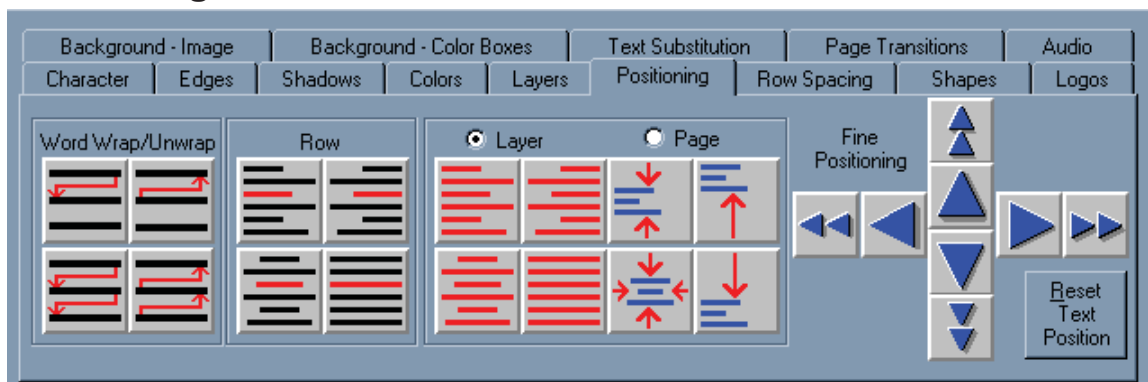 Background - Image Background - Color Boxes Text Substitution Page Transitions Audio
Character Edges Shadows Colors Layers Positioning Row Spacing Shapes Logos
Word Wrap/Unwrap Row Layer Page Fine
Positioning
Reset
Text
Position